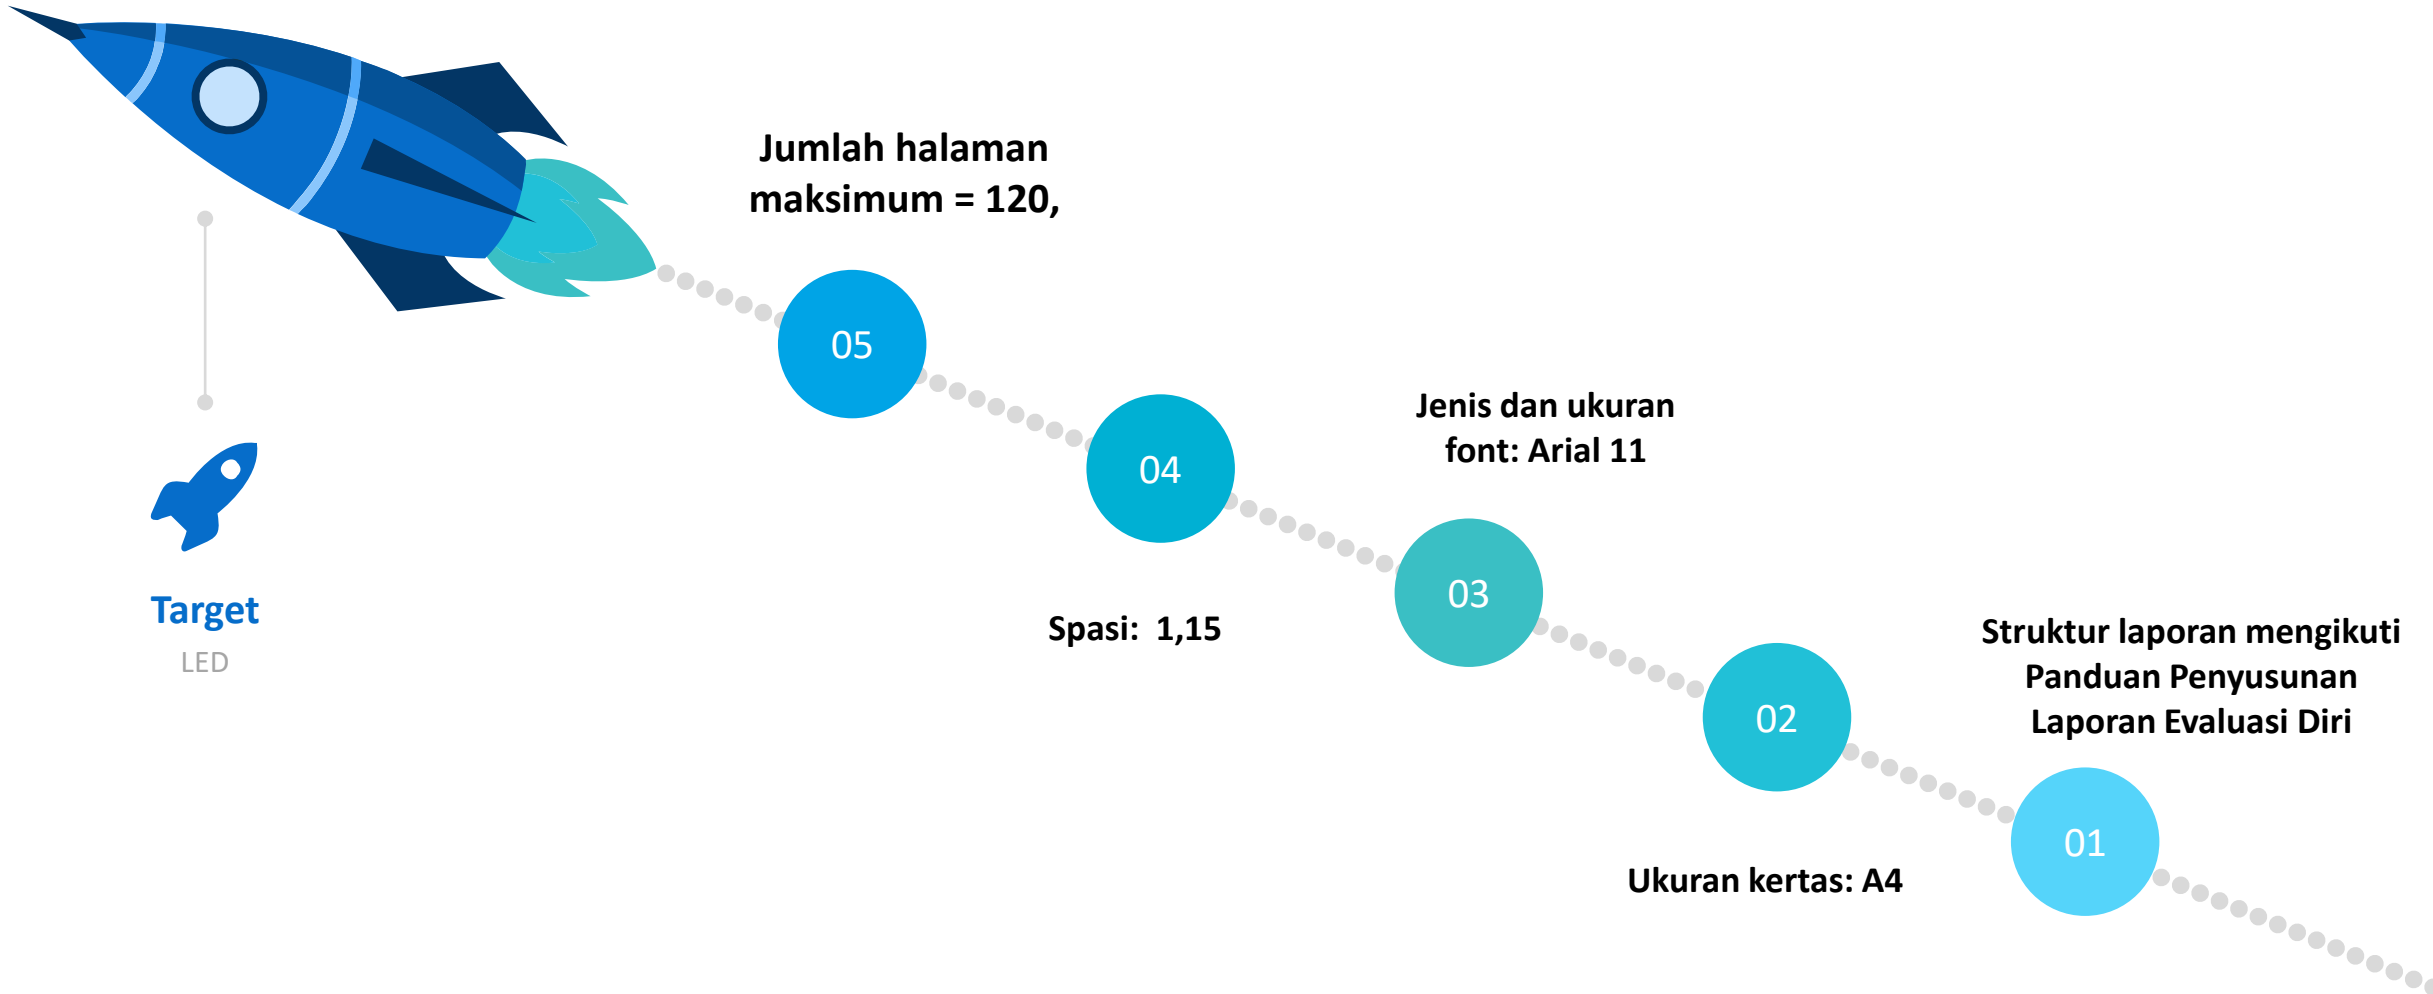 Jumlah halaman
maksimum = 120,
05
04
Jenis dan ukuran
font: Arial 11
03
Spasi:  1,15
Target
LED
02
Struktur laporan mengikuti
Panduan Penyusunan
Laporan Evaluasi Diri
01
Ukuran kertas: A4